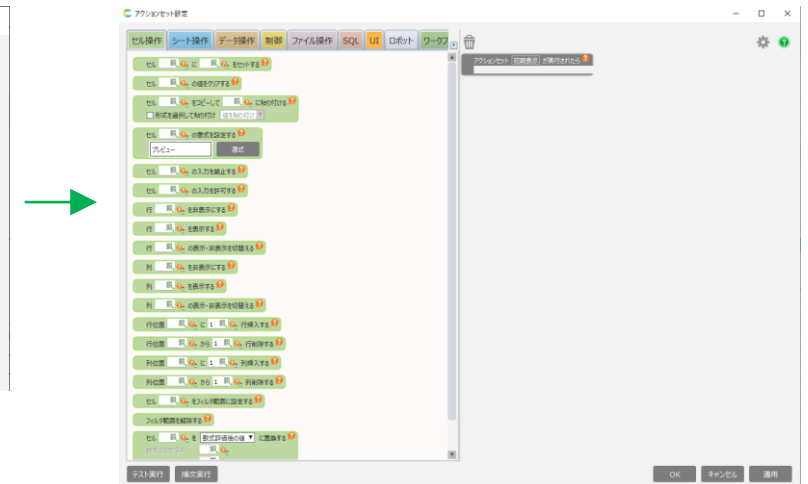 アクションセット設定
セル操作 シート操作 データ操作 制御 ファイル操作 SQL UI ロボット ワークフ
セル に をセットする
セル の値をクリアする
セル をコピーして に貼り付ける
形式を選択して貼り付け 値を貼り付け
セル の書式を設定する
プレビュー 書式
セル の入力を禁止する
セル の入力を許可する
行 を非表示にする
行 を表示する
行 の表示・非表示を切替える
列 を非表示にする
列 を表示する
列 の表示・非表示を切替える
行位置 に 1 行挿入する
行位置 から 1 行削除する
列位置 に 1 列挿入する
列位置 から 1 列削除する
セル をフィルタ範囲に設定する
フィルタ範囲を解除する
セル を 数式評価後の値 に置換する
アクションセット 初期表示 が実行されたら
テスト実行 順次実行
OK キャンセル 適用